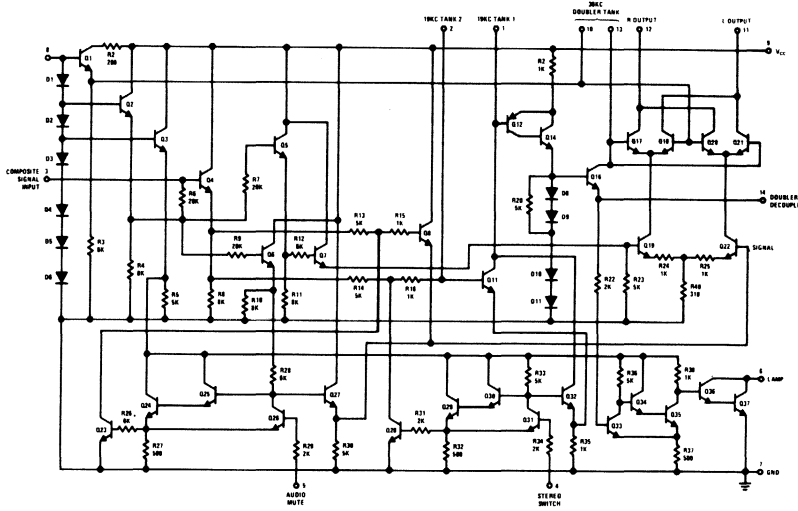 38KC
DOUBLER TANK
19KC TANK 2
19KC TANK 1
R OUTPUT
L OUTPUT
2
1
10
13
12
11
8
9
VCC
Q1
R2
200
R2
1K
D1
Q2
D2
Q3
Q5
Q12
Q14
Q17
Q18
Q20
Q21
D3
COMPOSITE
SIGNAL
INPUT
3
Q4
R7
20K
R6
20K
Q16
D8
R20
5K
D9
14
DOUBLER
DECOUPLE
D4
R13
5K
R15
1K
Q8
D5
R9
20K
Q6
R12
8K
Q7
Q19
Q22
SIGNAL
R3
8K
R4
8K
R24
1K
R25
1K
D6
R14
5K
R16
1K
Q11
D10
R22
2K
R23
5K
R40
310
R5
5K
R8
8K
R10
8K
R11
8K
D11
R28
8K
R33
5K
R36
5K
R38
1K
6
LAMP
Q24
Q25
Q27
Q29
Q30
Q32
Q34
Q36
Q37
Q23
R26
8K
Q26
Q28
R31
2K
Q31
Q33
Q35
R27
500
R29
2K
R30
5K
R32
500
R34
2K
R35
1K
R37
500
7
GND
5
AUDIO
MUTE
4
STEREO
SWITCH